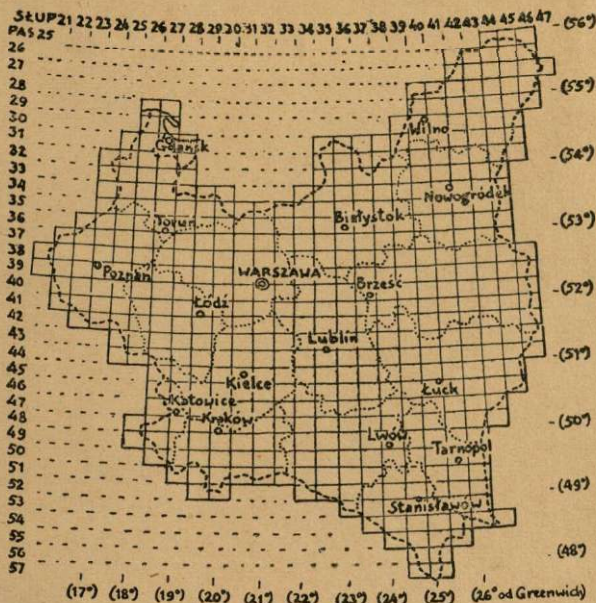 SŁUP 21 22 23 24 25 26 27 28 29 30 31 32 33 34 35 36 37 38 39 40 41 42 43 44 45 46 47 (56°)
PAS 25
26
27
28 (55°)
29
30
31 Wilno
32 Gdańsk (54°)
33
34
35 Nowogródek
36 Białystok (53°)
37 Toruń
38
39 Poznań WARSZAWA
40 Brześć (52°)
41 Łódź
42
43 Lublin
44 (51°)
45 Kielce
46 Łuck
47 Katowice
48 Kraków (50°)
49 Lwów
50 Tarnopol
51
52 (49°)
53 Stanisławów
54
55
56 (48°)
57
(17°) (18°) (19°) (20°) (21°) (22°) (23°) (24°) (25°) (26° od Greenwich)